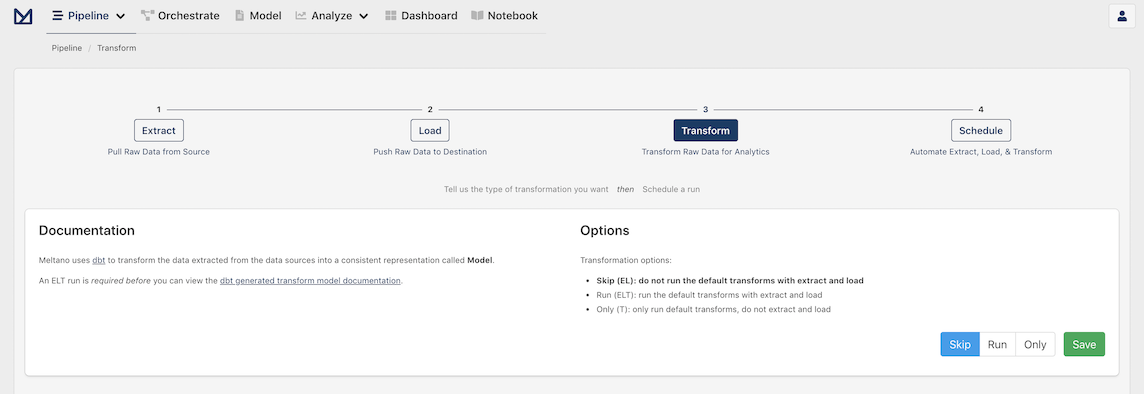 Pipeline Orchestrate Model Analyze Dashboard Notebook
Pipeline / Transform
1 2 3 4
Extract Load Transform Schedule
Pull Raw Data from Source Push Raw Data to Destination Transform Raw Data for Analytics Automate Extract, Load, & Transform
Tell us the type of transformation you want then Schedule a run
Documentation
Meltano uses dbt to transform the data extracted from the data sources into a consistent representation called Model.
An ELT run is required before you can view the dbt generated transform model documentation.
Options
Transformation options:
• Skip (EL): do not run the default transforms with extract and load
• Run (ELT): run the default transforms with extract and load
• Only (T): only run default transforms, do not extract and load
Skip Run Only Save